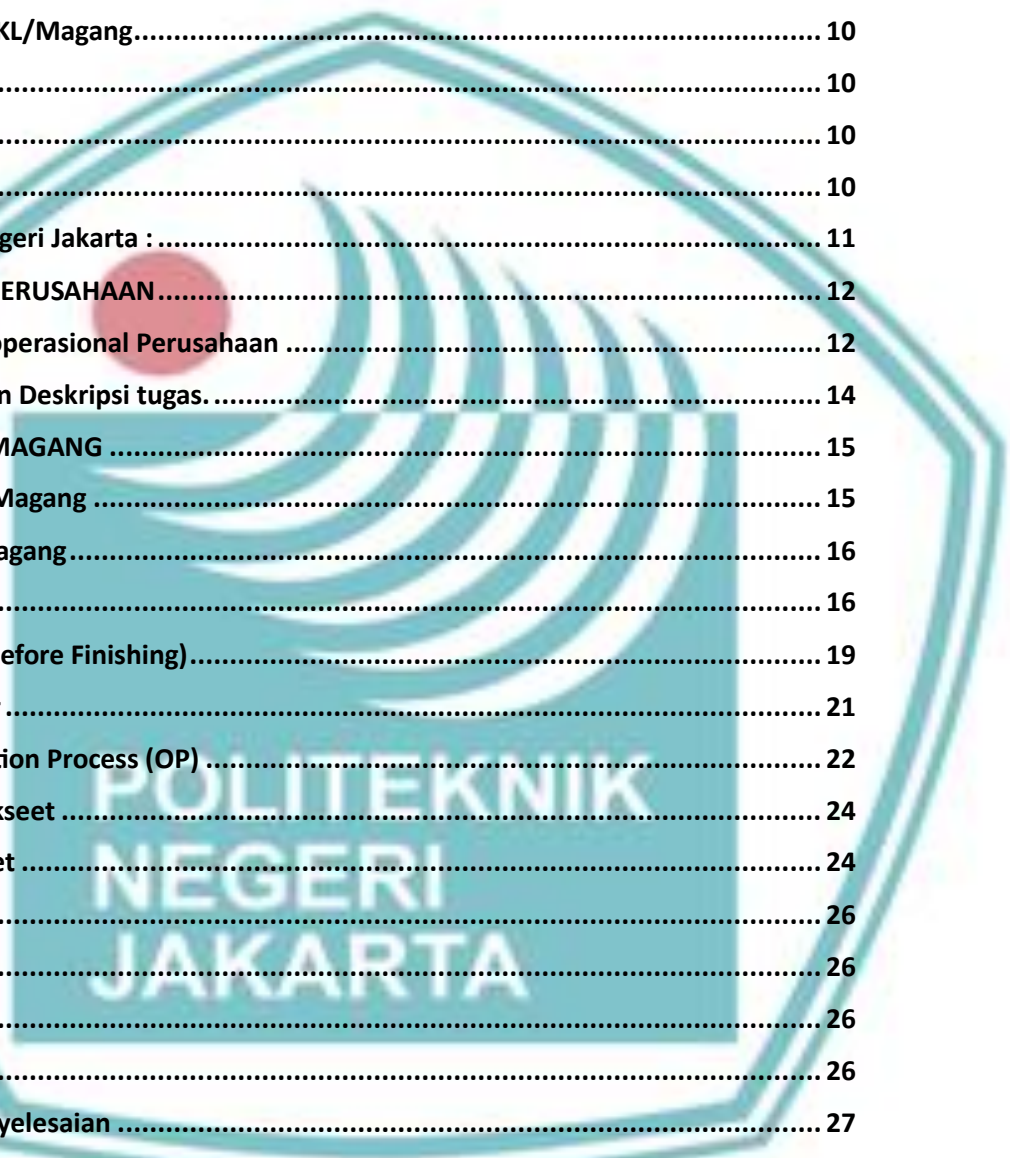 KL/Magang 10
10
10
10
geri Jakarta : 11
ERUSAHAAN 12
operasional Perusahaan 12
n Deskripsi tugas. 14
MAGANG 15
Magang 15
agang 16
16
efore Finishing) 19
21
tion Process (OP) 22
kseet 24
et 24
26
26
26
26
yelesaian 27
POLITEKNIK
NEGERI
JAKARTA